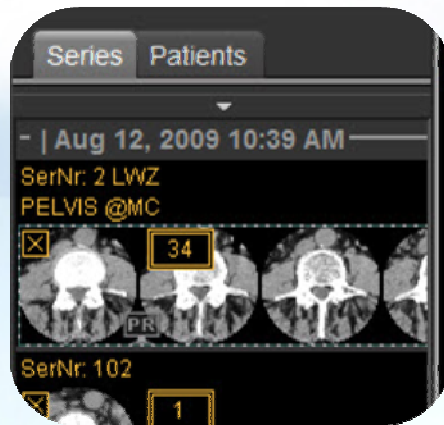 Series Patients
- | Aug 12, 2009 10:39 AM
SerNr: 2 LWZ
PELVIS @MC
34
PR
SerNr: 102
1